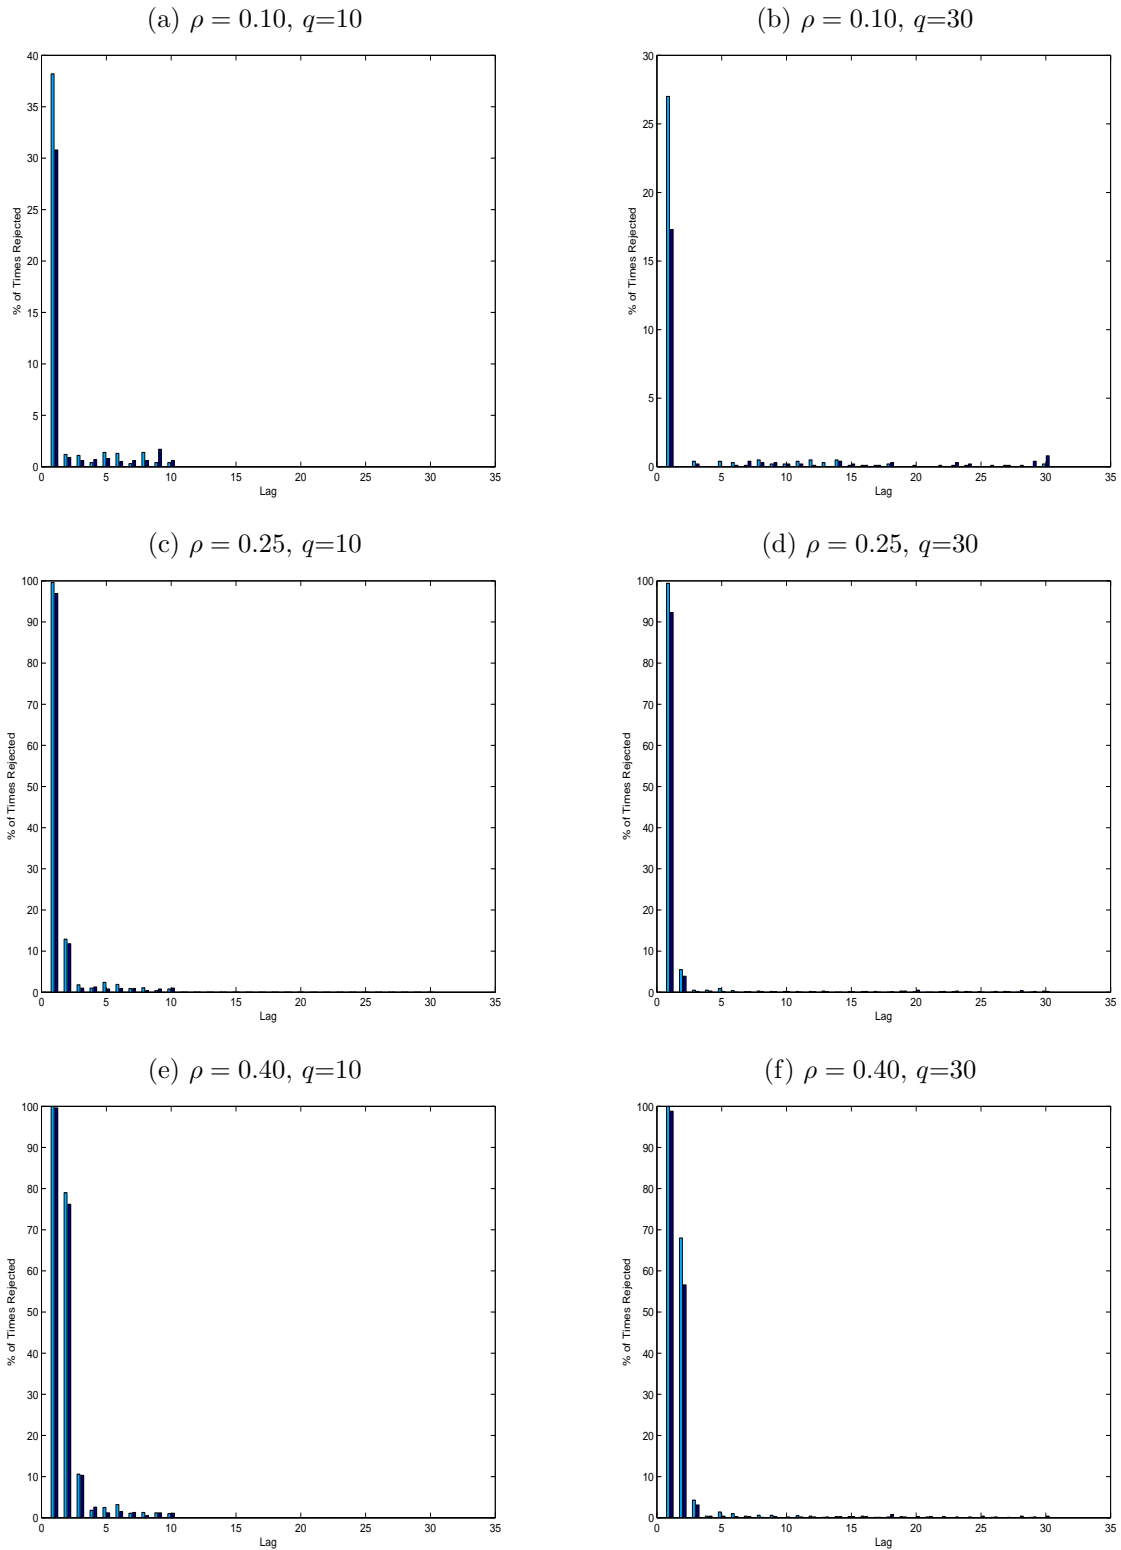 (a) ρ = 0.10, q=10
40
35
30
25
20
15
10
5
0
0 5 10 15 20 25 30 35
% of Times Rejected
Lag
(b) ρ = 0.10, q=30
30
25
20
15
10
5
0
0 5 10 15 20 25 30 35
% of Times Rejected
Lag
(c) ρ = 0.25, q=10
100
90
80
70
60
50
40
30
20
10
0
0 5 10 15 20 25 30 35
% of Times Rejected
Lag
(d) ρ = 0.25, q=30
100
90
80
70
60
50
40
30
20
10
0
0 5 10 15 20 25 30 35
% of Times Rejected
Lag
(e) ρ = 0.40, q=10
100
90
80
70
60
50
40
30
20
10
0
0 5 10 15 20 25 30 35
% of Times Rejected
Lag
(f) ρ = 0.40, q=30
100
90
80
70
60
50
40
30
20
10
0
0 5 10 15 20 25 30 35
% of Times Rejected
Lag